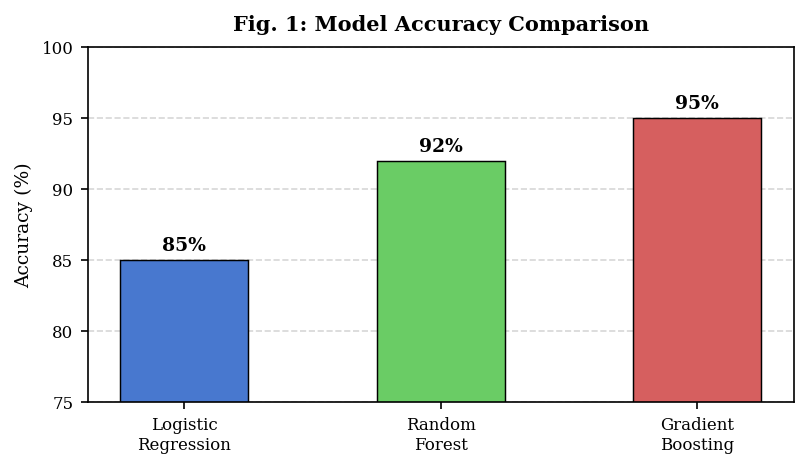 Fig. 1: Model Accuracy Comparison
Accuracy (%)
100
95
90
85
80
75
85%
92%
95%
Logistic
Regression
Random
Forest
Gradient
Boosting